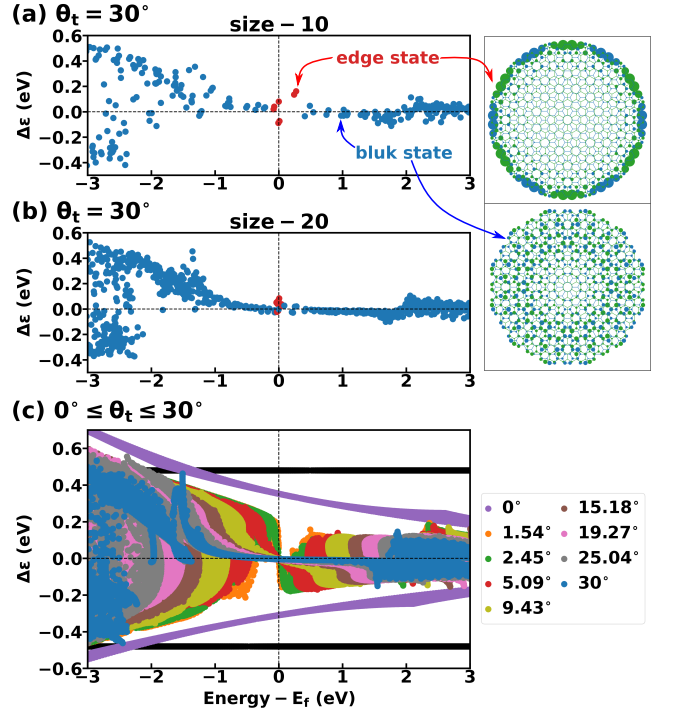 (a) θt = 30°
size − 10
0.6
0.4
0.2
0.0
−0.2
−0.4
Δε (eV)
−3 −2 −1 0 1 2 3
edge state
bluk state
(b) θt = 30°
size − 20
0.6
0.4
0.2
0.0
−0.2
−0.4
Δε (eV)
−3 −2 −1 0 1 2 3
(c) 0° ≤ θt ≤ 30°
0.6
0.4
0.2
0.0
−0.2
−0.4
−0.6
Δε (eV)
−3 −2 −1 0 1 2 3
Energy − Ef (eV)
0°
1.54°
2.45°
5.09°
9.43°
15.18°
19.27°
25.04°
30°